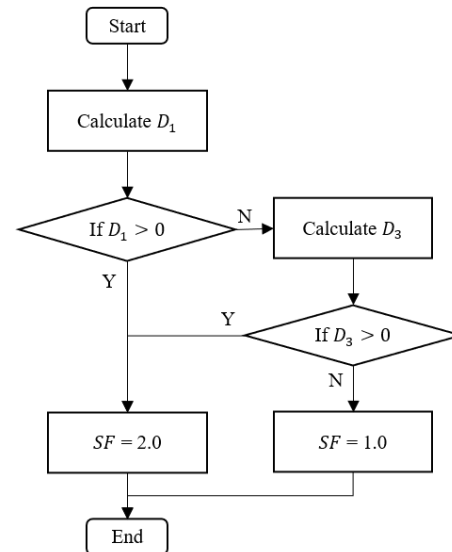 Start
Calculate D₁
If D₁ > 0
N
Calculate D₃
Y
Y
If D₃ > 0
N
SF = 2.0
SF = 1.0
End